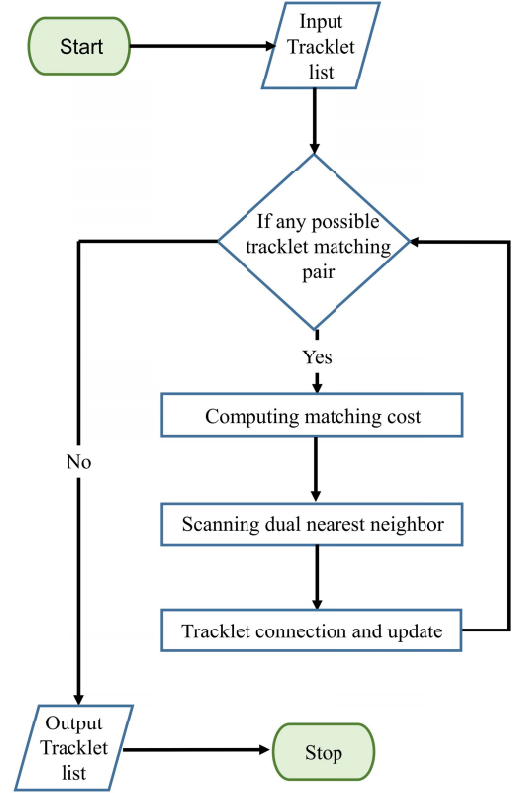 Start
Input
Tracklet
list
If any possible
tracklet matching
pair
Yes
Computing matching cost
No
Scanning dual nearest neighbor
Tracklet connection and update
Output
Tracklet
list
Stop